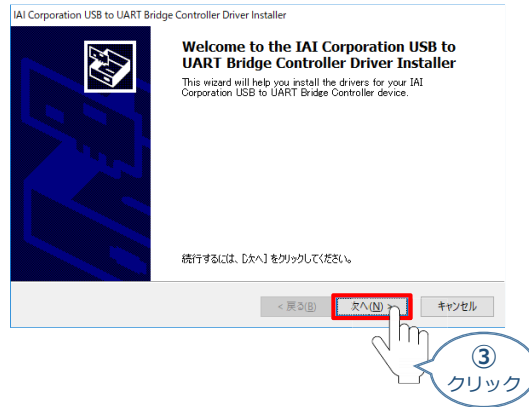 IAI Corporation USB to UART Bridge Controller Driver Installer
Welcome to the IAI Corporation USB to
UART Bridge Controller Driver Installer
This wizard will help you install the drivers for your IAI
Corporation USB to UART Bridge Controller device.
続行するには、[次へ] をクリックしてください。
< 戻る(B)
次へ(N) >
キャンセル
③
クリック